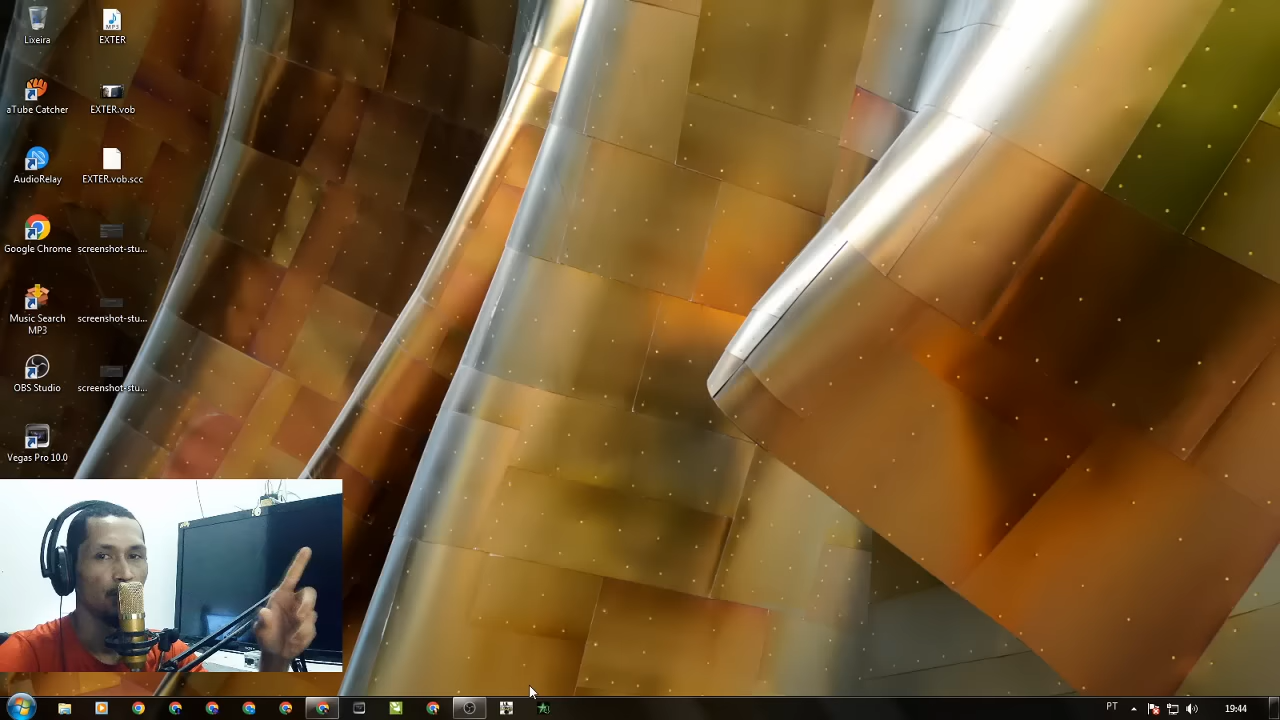 Lixeira
EXTER
aTube Catcher
EXTER.vob
AudioRelay
EXTER.vob.scc
Google Chrome
screenshot-stu...
Music Search
MP3
screenshot-stu...
OBS Studio
screenshot-stu...
Vegas Pro 10.0
PT
19:44